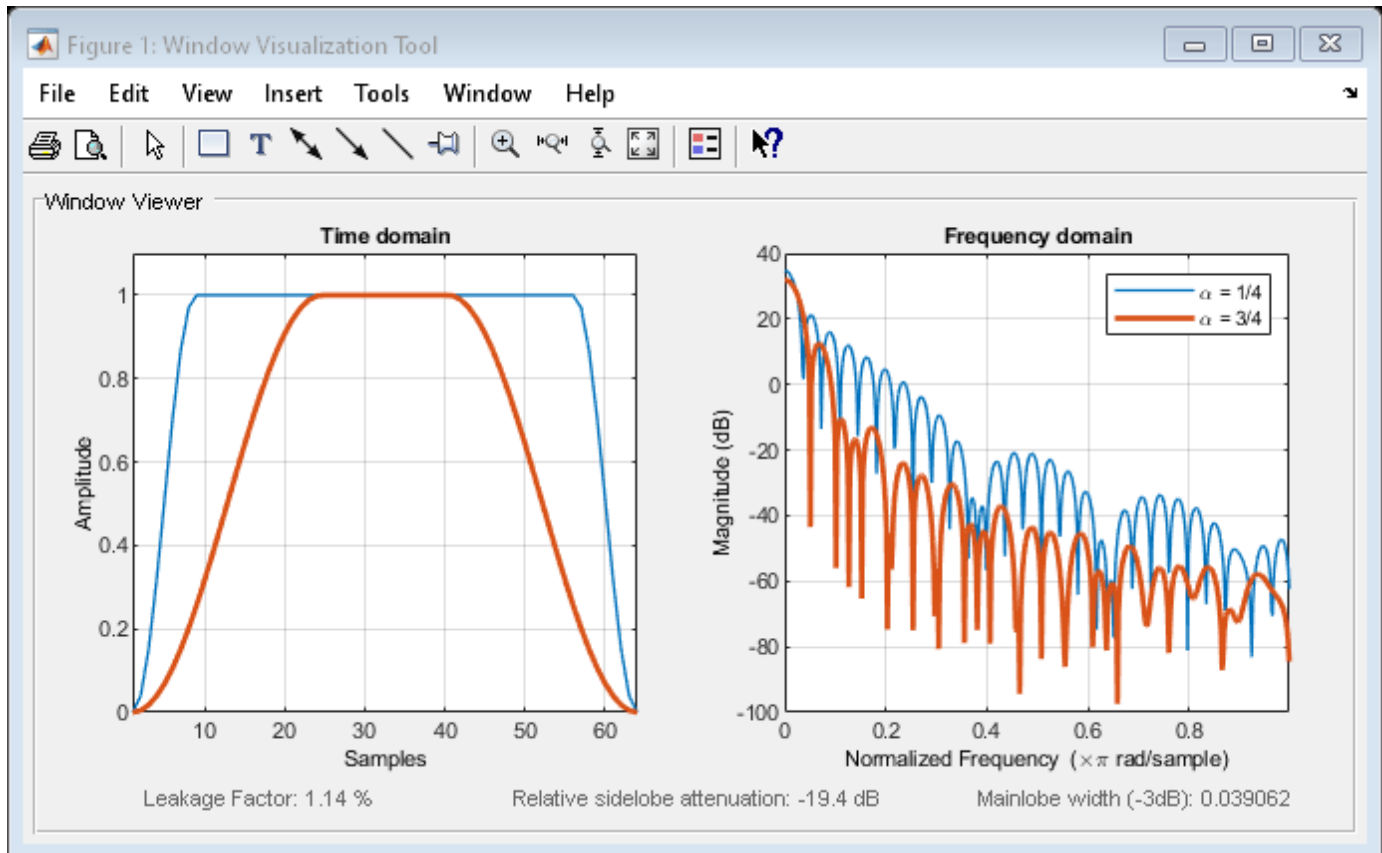 Figure 1: Window Visualization Tool
File Edit View Insert Tools Window Help
T
?
Window Viewer
Time domain
1
0.8
0.6
0.4
0.2
0
Amplitude
10 20 30 40 50 60
Samples
Frequency domain
40
20
0
-20
-40
-60
-80
-100
Magnitude (dB)
α = 1/4
α = 3/4
0 0.2 0.4 0.6 0.8
Normalized Frequency (×π rad/sample)
Leakage Factor: 1.14 % Relative sidelobe attenuation: -19.4 dB Mainlobe width (-3dB): 0.039062